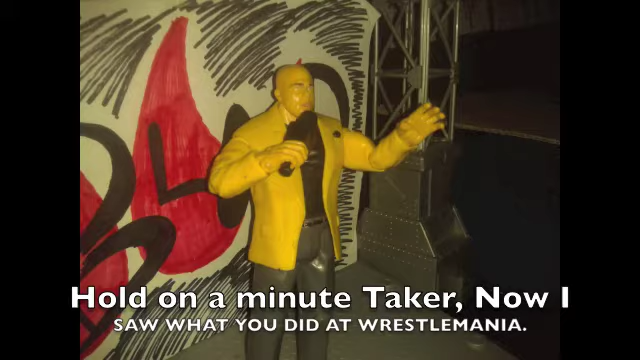 Hold on a minute Taker, Now I
SAW WHAT YOU DID AT WRESTLEMANIA.